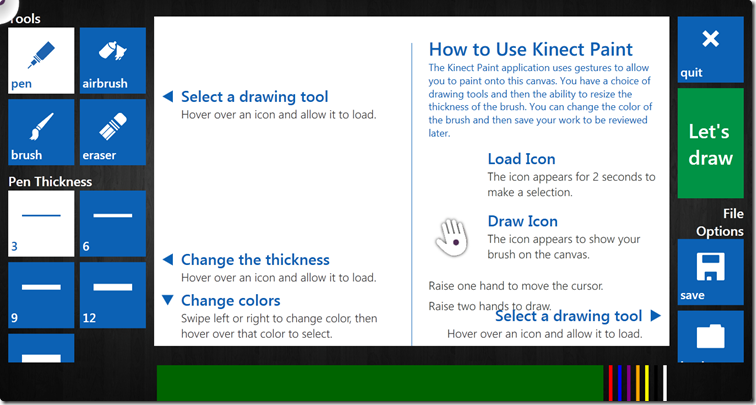 Tools
pen
airbrush
brush
eraser
Pen Thickness
3
6
9
12
Select a drawing tool
Hover over an icon and allow it to load.
Change the thickness
Hover over an icon and allow it to load.
Change colors
Swipe left or right to change color, then
hover over that color to select.
How to Use Kinect Paint
The Kinect Paint application uses gestures to allow
you to paint onto this canvas. You have a choice of
drawing tools and then the ability to resize the
thickness of the brush. You can change the color of
the brush and then save your work to be reviewed
later.
Load Icon
The icon appears for 2 seconds to
make a selection.
Draw Icon
The icon appears to show your
brush on the canvas.
Raise one hand to move the cursor.
Raise two hands to draw.
Select a drawing tool
Hover over an icon and allow it to load.
quit
Let's
draw
File
Options
save